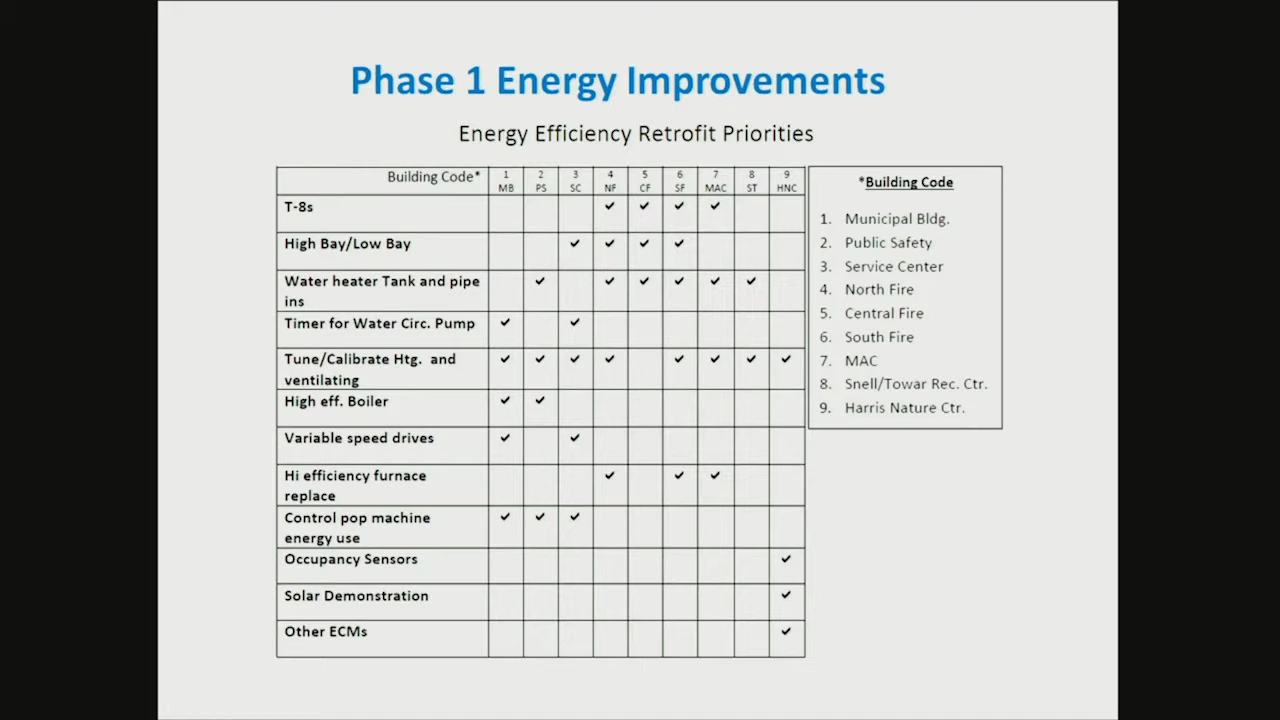 Phase 1 Energy Improvements
Energy Efficiency Retrofit Priorities
Building Code* 1 2 3 4 5 6 7 8 9
MB PS SC NF CF SF MAC ST HNC
T-8s ✓ ✓ ✓ ✓
High Bay/Low Bay ✓ ✓ ✓ ✓
Water heater Tank and pipe ✓ ✓ ✓ ✓ ✓ ✓
ins
Timer for Water Circ. Pump ✓ ✓
Tune/Calibrate Htg. and ✓ ✓ ✓ ✓ ✓ ✓ ✓ ✓
ventilating
High eff. Boiler ✓ ✓
Variable speed drives ✓ ✓
Hi efficiency furnace ✓ ✓ ✓
replace
Control pop machine ✓ ✓ ✓
energy use
Occupancy Sensors ✓
Solar Demonstration ✓
Other ECMs ✓
*Building Code
1. Municipal Bldg.
2. Public Safety
3. Service Center
4. North Fire
5. Central Fire
6. South Fire
7. MAC
8. Snell/Towar Rec. Ctr.
9. Harris Nature Ctr.